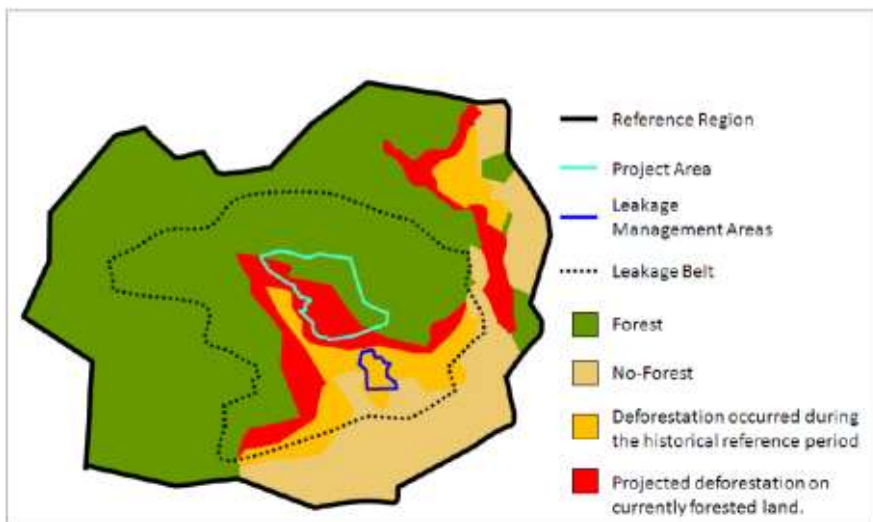 Reference Region
Project Area
Leakage
Management Areas
Leakage Belt
Forest
No-Forest
Deforestation occurred during
the historical reference period
Projected deforestation on
currently forested land.